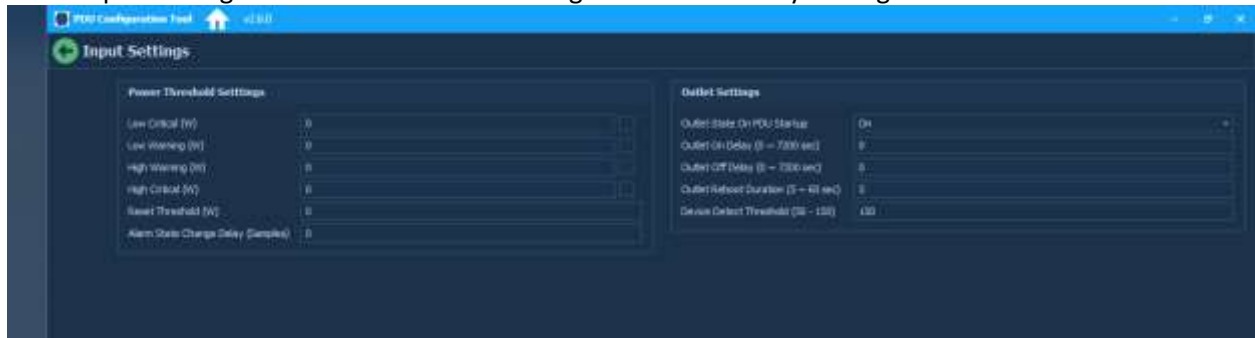 PDU Configuration Tool v2.0.0
Input Settings
Power Threshold Setttings
Low Critical (W) 0
Low Warning (W) 0
High Warning (W) 0
High Critical (W) 0
Reset Threshold (W) 0
Alarm State Change Delay (Samples) 0
Outlet Settings
Outlet State On PDU Startup ON
Outlet On Delay (0 ~ 7200 sec) 0
Outlet Off Delay (0 ~ 7200 sec) 0
Outlet Reboot Duration (5 ~ 60 sec)
Device Detect Threshold (50 - 150) 100